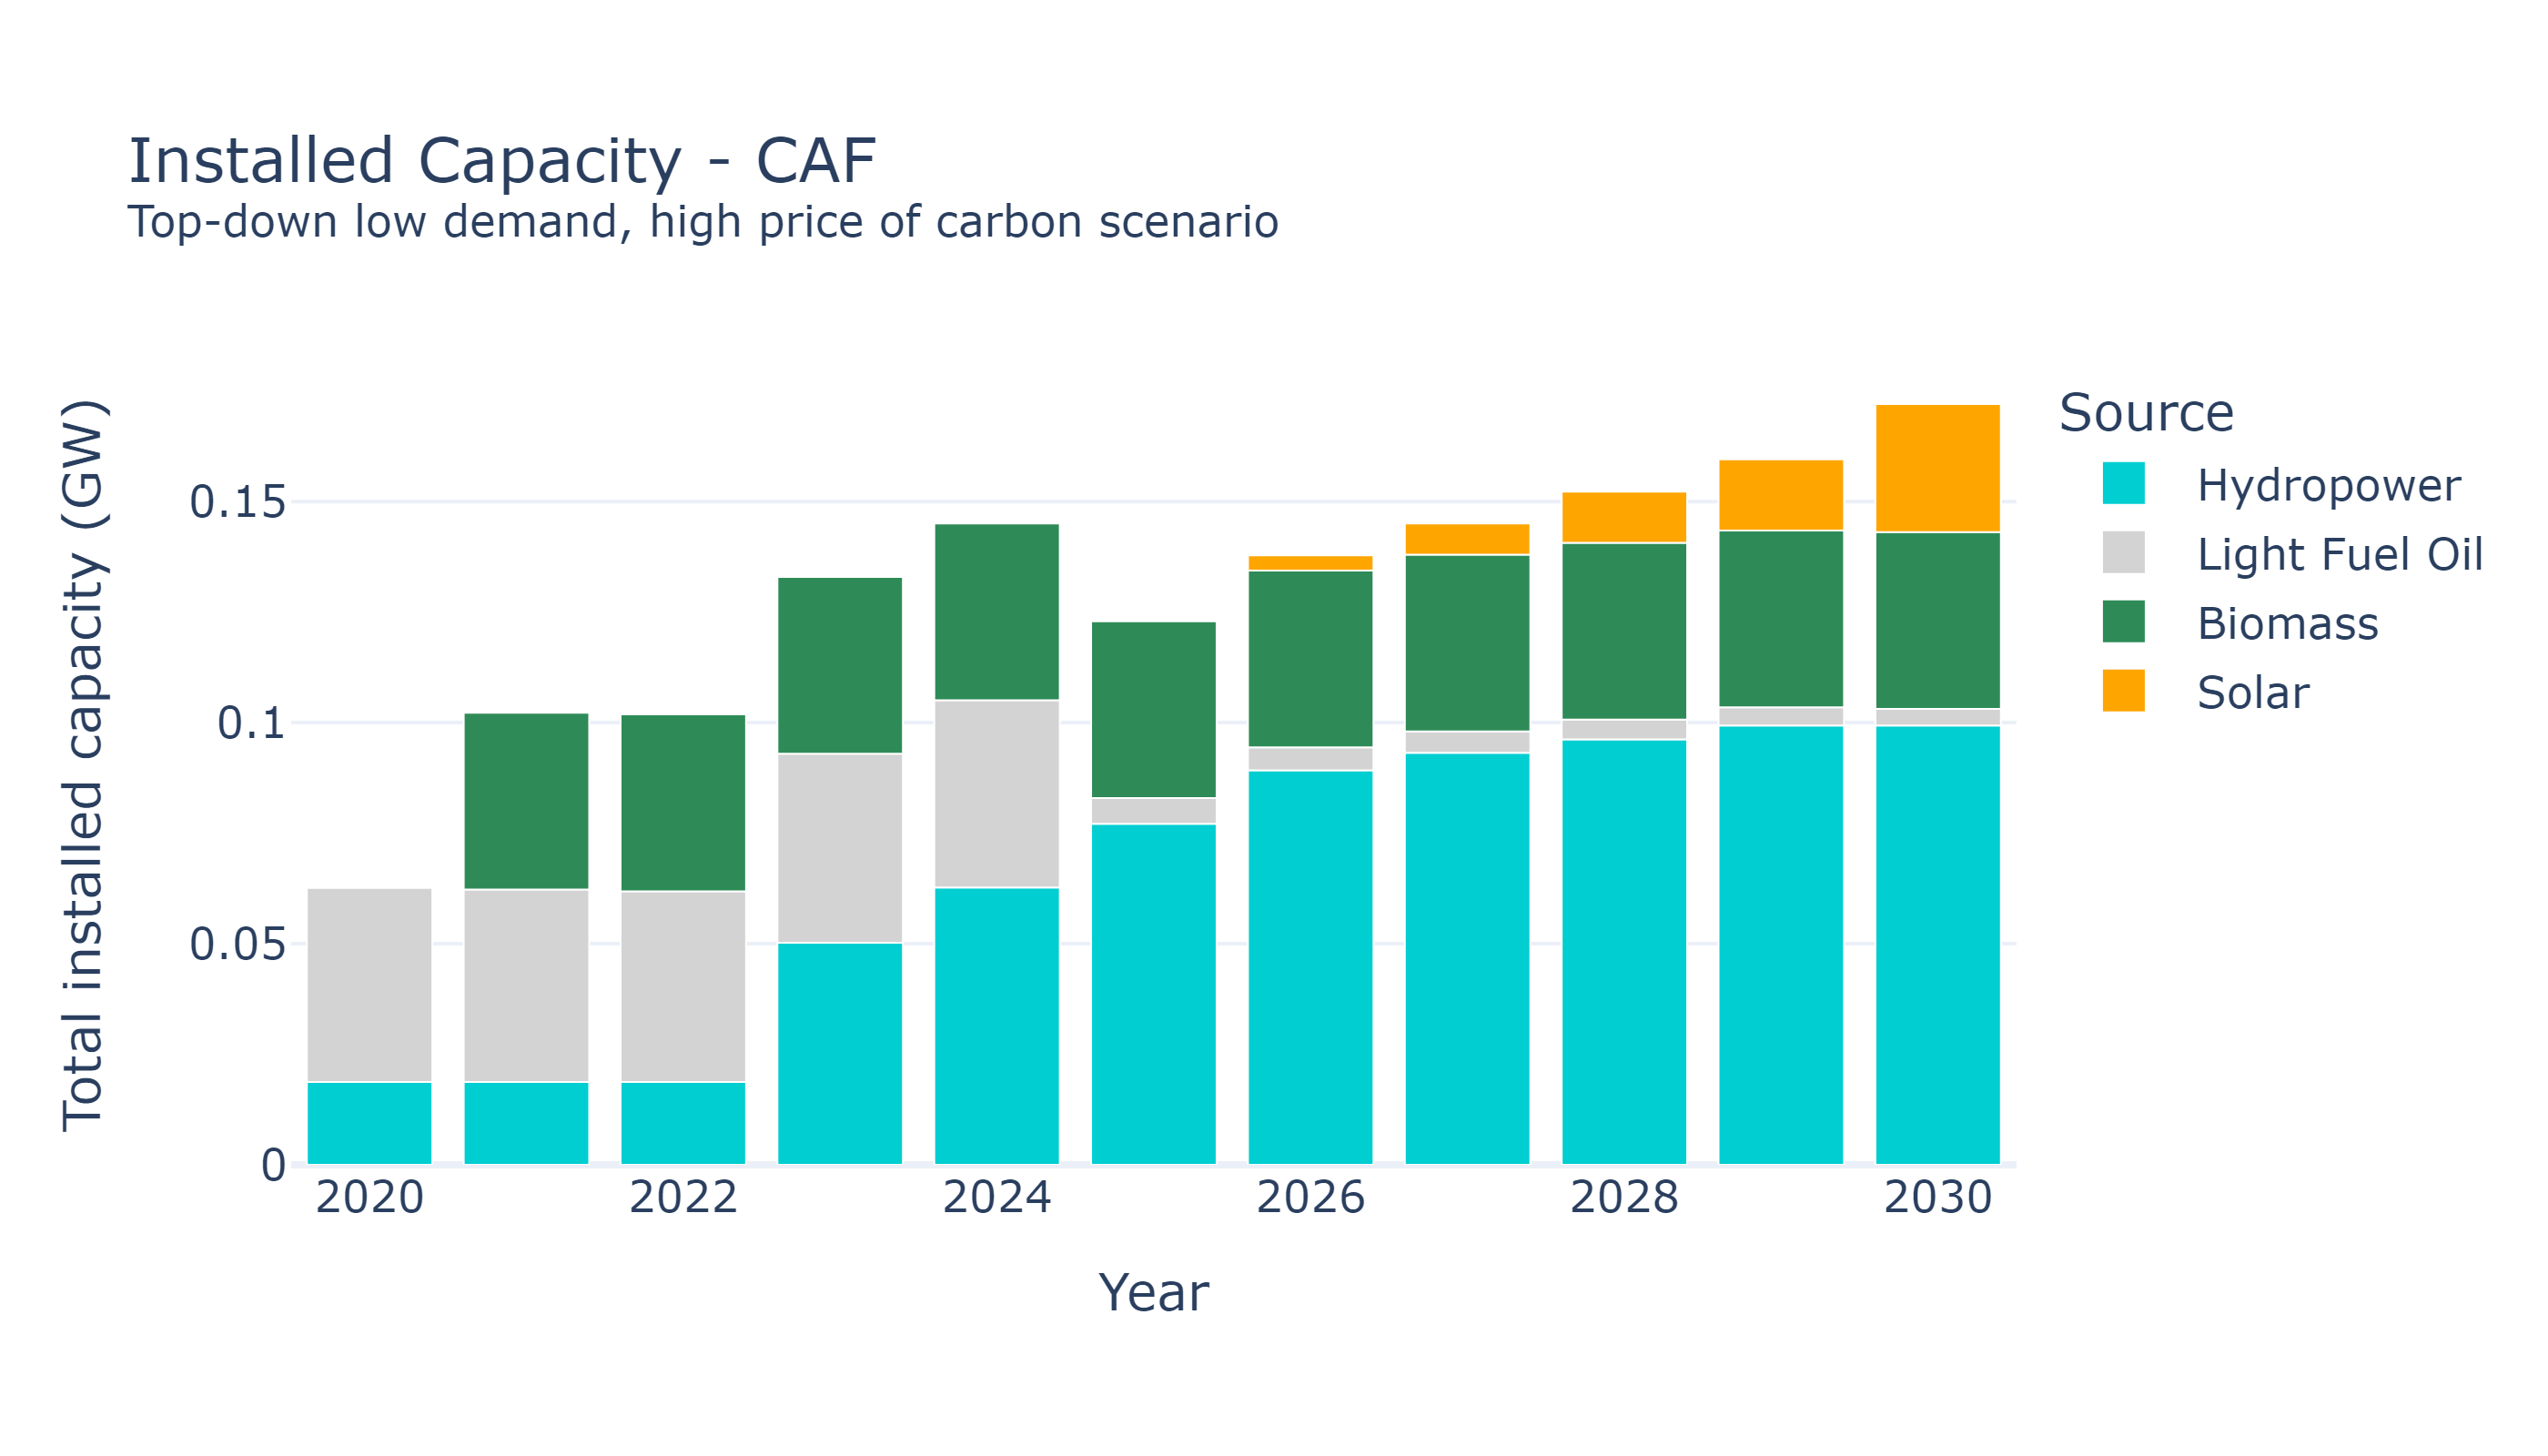 Installed Capacity - CAF
Top-down low demand, high price of carbon scenario
Total installed capacity (GW)
0.15
0.1
0.05
0
2020 2022 2024 2026 2028 2030
Year
Source
Hydropower
Light Fuel Oil
Biomass
Solar